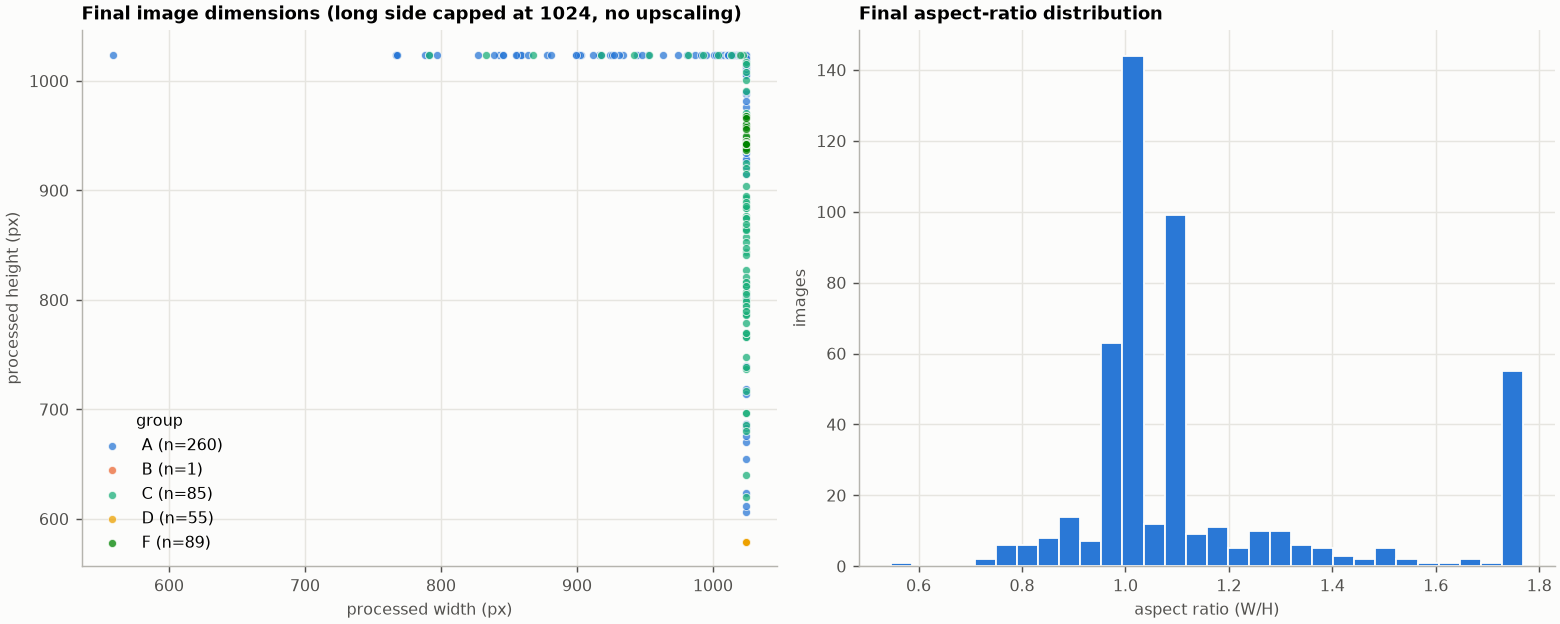 Final image dimensions (long side capped at 1024, no upscaling)
processed height (px)
1000
900
800
700
600
group
A (n=260)
B (n=1)
C (n=85)
D (n=55)
F (n=89)
600
700
800
900
1000
processed width (px)
Final aspect-ratio distribution
images
140
120
100
80
60
40
20
0
0.6
0.8
1.0
1.2
1.4
1.6
1.8
aspect ratio (W/H)